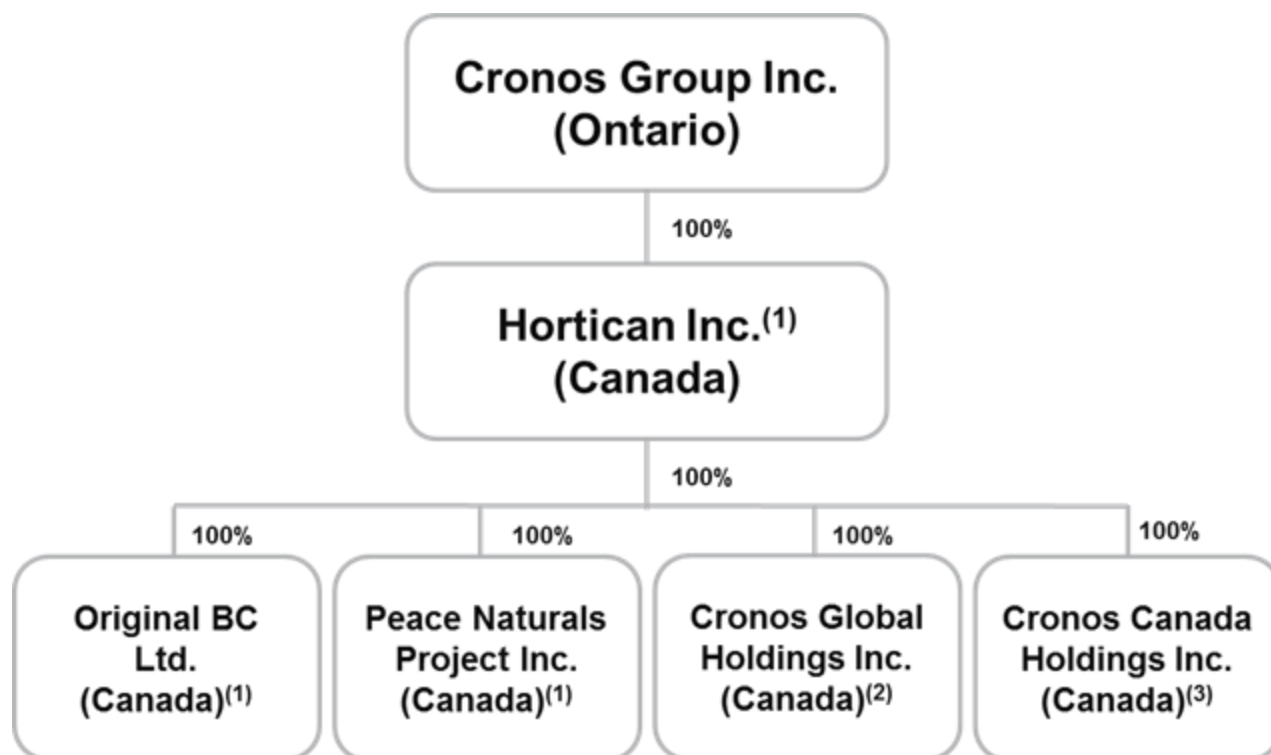 Cronos Group Inc.
(Ontario)
100%
Hortican Inc.(1)
(Canada)
100%
100%
100%
100%
100%
Original BC
Ltd.
(Canada)(1)
Peace Naturals
Project Inc.
(Canada)(1)
Cronos Global
Holdings Inc.
(Canada)(2)
Cronos Canada
Holdings Inc.
(Canada)(3)